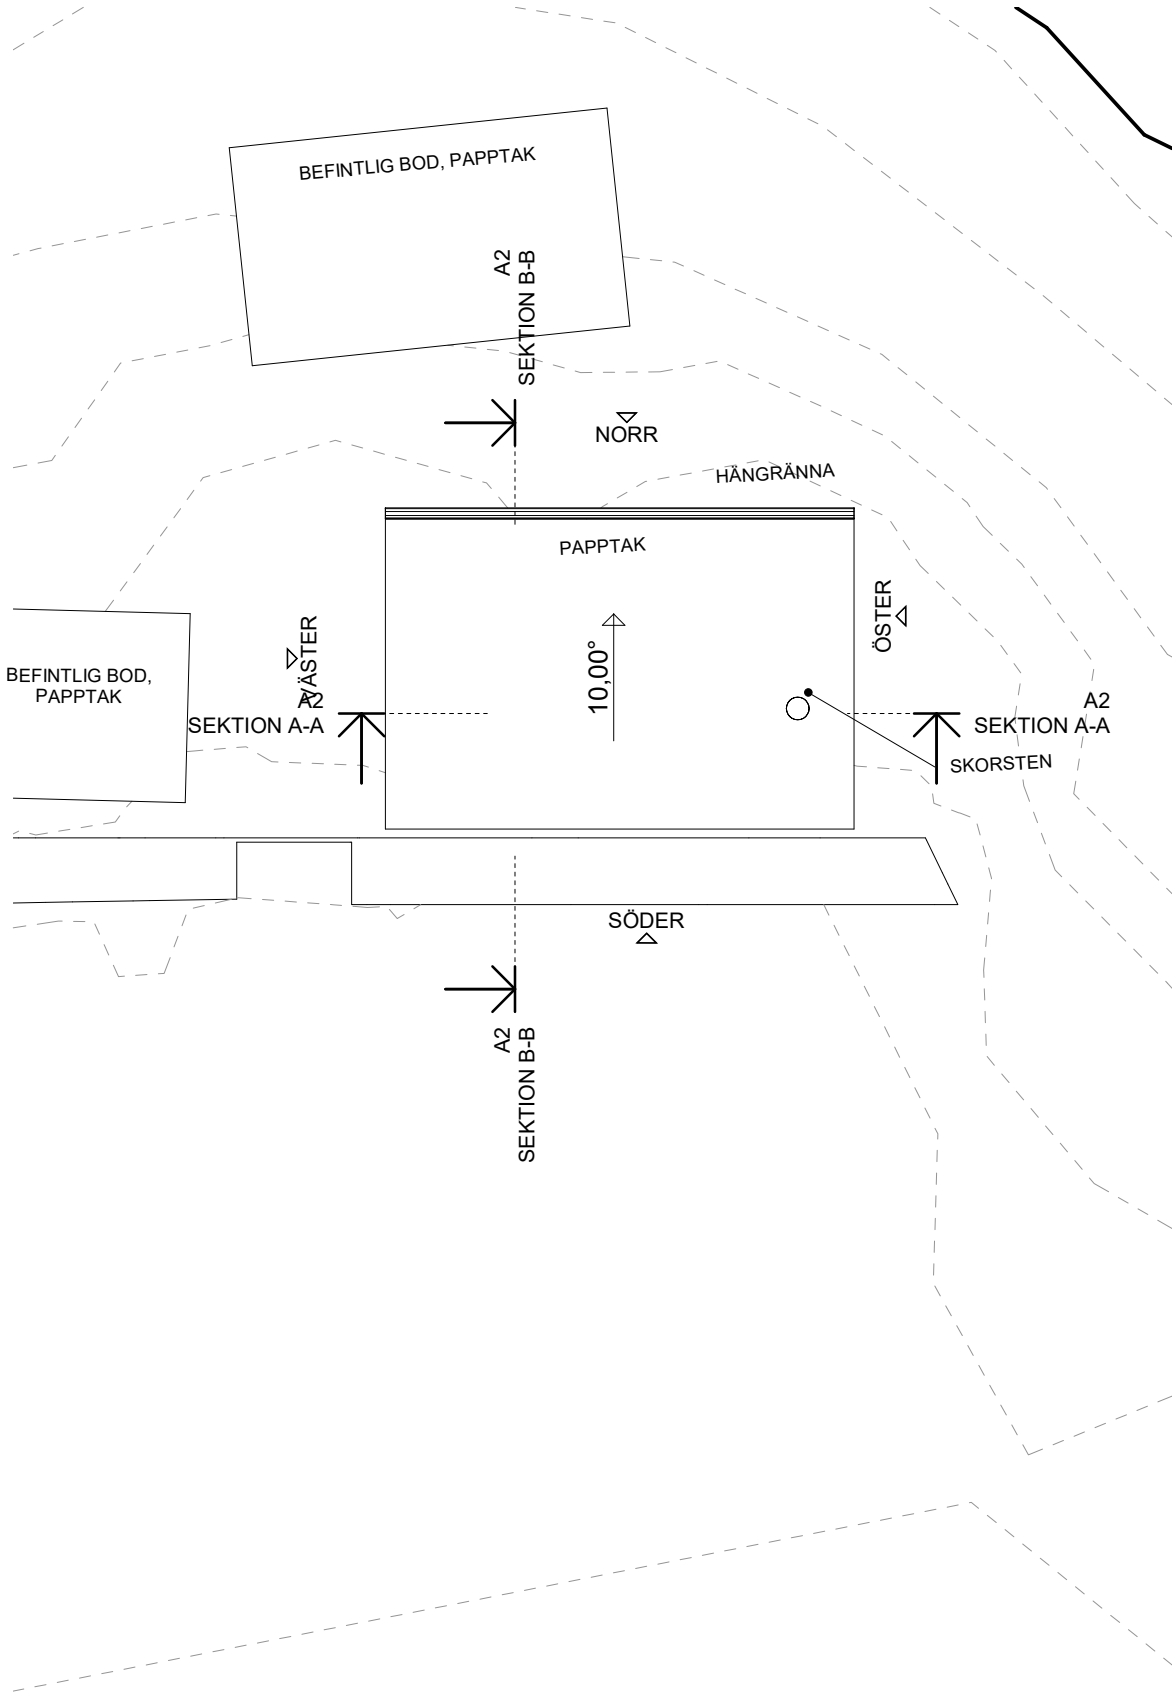 BEFINTLIG BOD, PAPPTAK
A2
SEKTION B-B
NORR
HÄNGRÄNNA
PAPPTAK
ÖSTER
VÄSTER
10,00°
BEFINTLIG BOD,
PAPPTAK
A2
SEKTION A-A
A2
SEKTION A-A
SKORSTEN
SÖDER
A2
SEKTION B-B